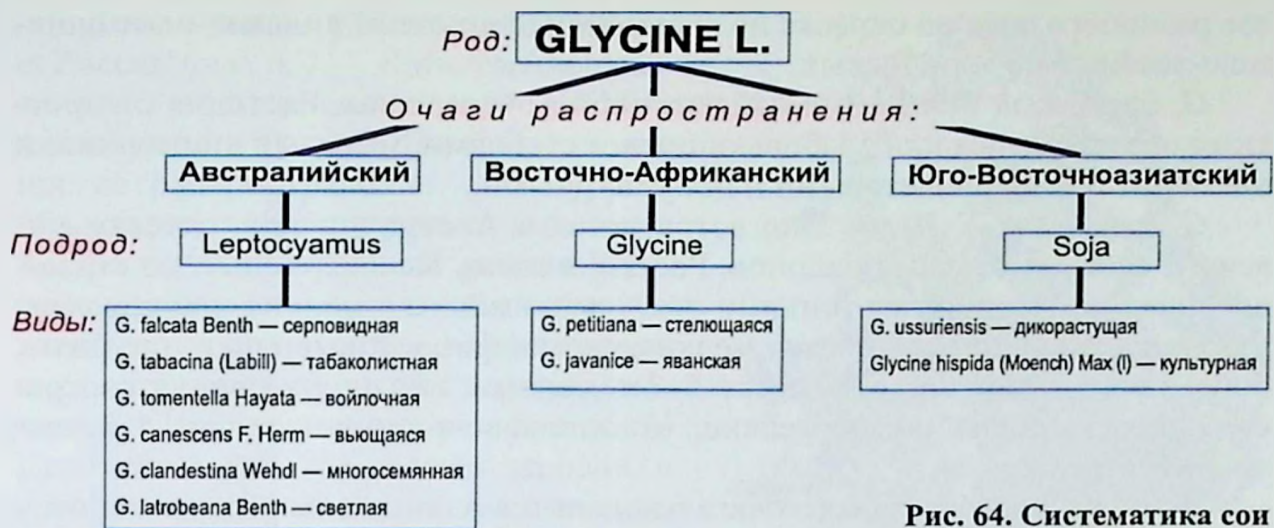 Род: GLYCINE L.
Очаги распространения:
Австралийский Восточно-Африканский Юго-Восточноазиатский
Подрод: Leptocyamus Glycine Soja
Виды:
G. falcata Benth — серповидная
G. tabacina (Labill) — табаколистная
G. tomentella Hayata — войлочная
G. canescens F. Herm — вьющаяся
G. clandestina Wehdl — многосемянная
G. latrobeana Benth — светлая
G. petitiana — стелющаяся
G. javanice — яванская
G. ussuriensis — дикорастущая
Glycine hispida (Moench) Max (l) — культурная
Рис. 64. Систематика сои